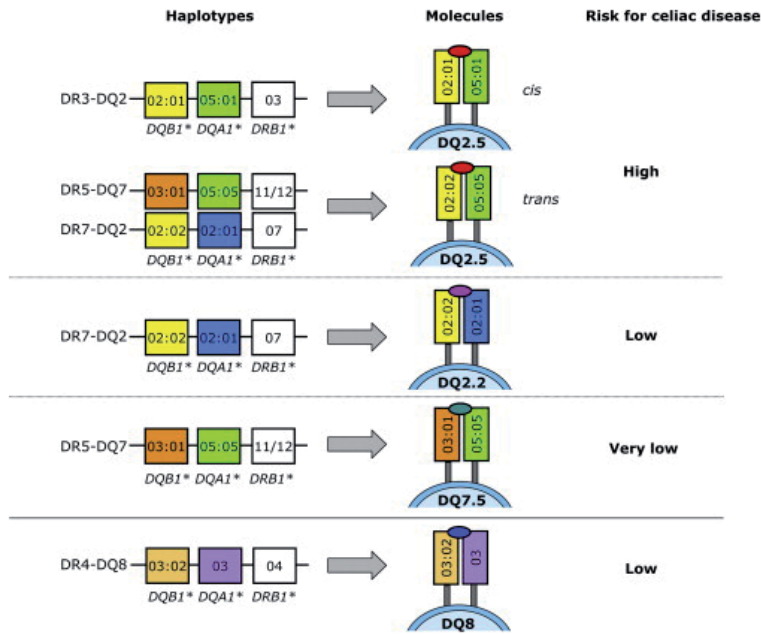 Haplotypes Molecules Risk for celiac disease
DR3-DQ2 02:01 05:01 03 02:01 05:01 cis
DQB1* DQA1* DRB1*
DQ2.5
High
DR5-DQ7 03:01 05:05 11/12 02:02 05:05 trans
DR7-DQ2 02:02 02:01 07
DQB1* DQA1* DRB1* DQ2.5
DR7-DQ2 02:02 02:01 07 02:02 02:01 Low
DQB1* DQA1* DRB1*
DQ2.2
DR5-DQ7 03:01 05:05 11/12 03:01 05:05 Very low
DQB1* DQA1* DRB1*
DQ7.5
DR4-DQ8 03:02 03 04 03:02 03 Low
DQB1* DQA1* DRB1*
DQ8